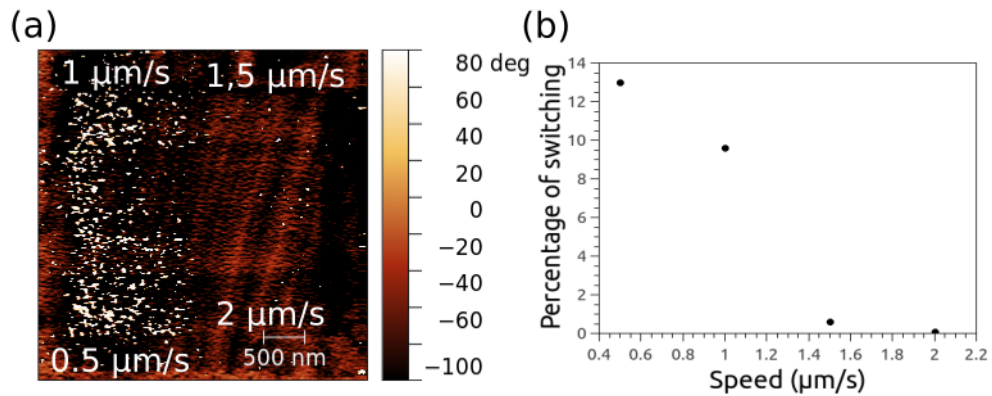 (a)
1 μm/s 1,5 μm/s
2 μm/s
500 nm
0.5 μm/s
80 deg
60
40
20
0
−20
−40
−60
−80
−100
(b)
Percentage of switching
14
12
10
8
6
4
2
0
0.4 0.6 0.8 1 1.2 1.4 1.6 1.8 2 2.2
Speed (μm/s)